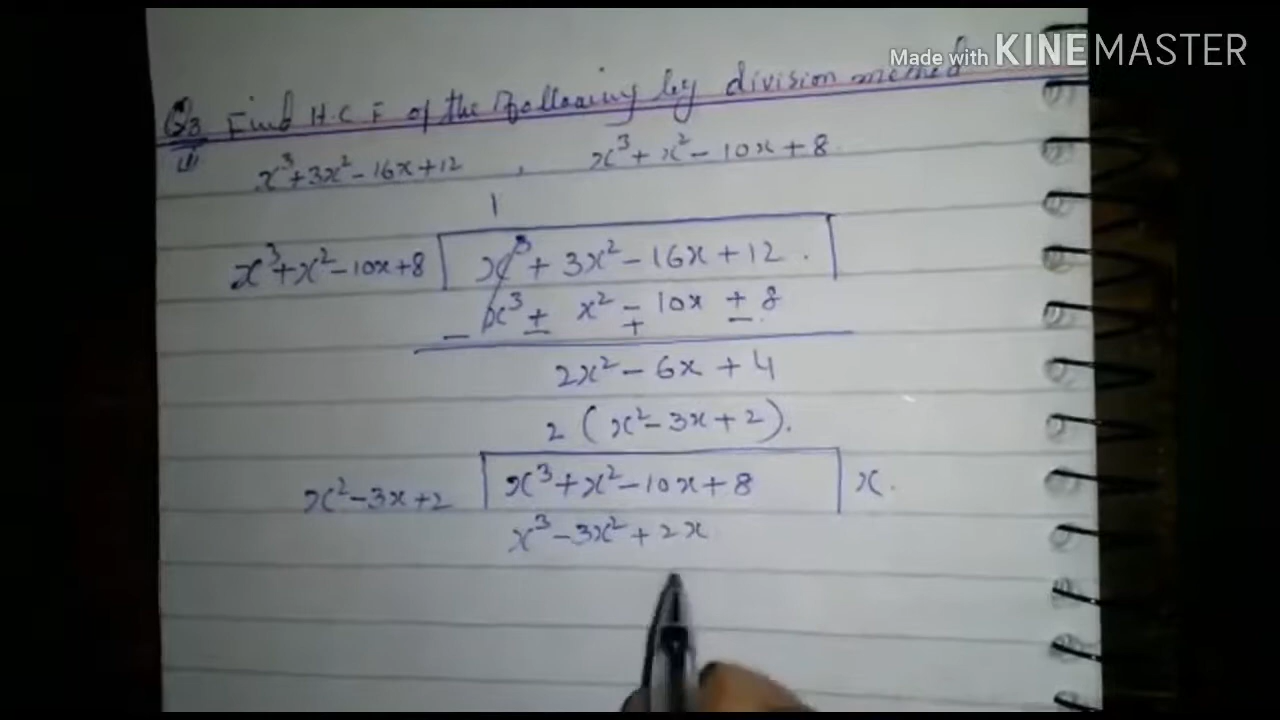 Made with KINEMASTER
Q3 Find H.C.F of the following by division method
(i) x³+3x²-16x+12 , x³+x²-10x+8
1
x³+x²-10x+8 x³+3x²-16x+12 .
x³ + x² - 10x + 8
- - + -
2x²-6x+4
2 (x²-3x+2).
x²-3x+2 x³+x²-10x+8 x.
x³-3x²+2x